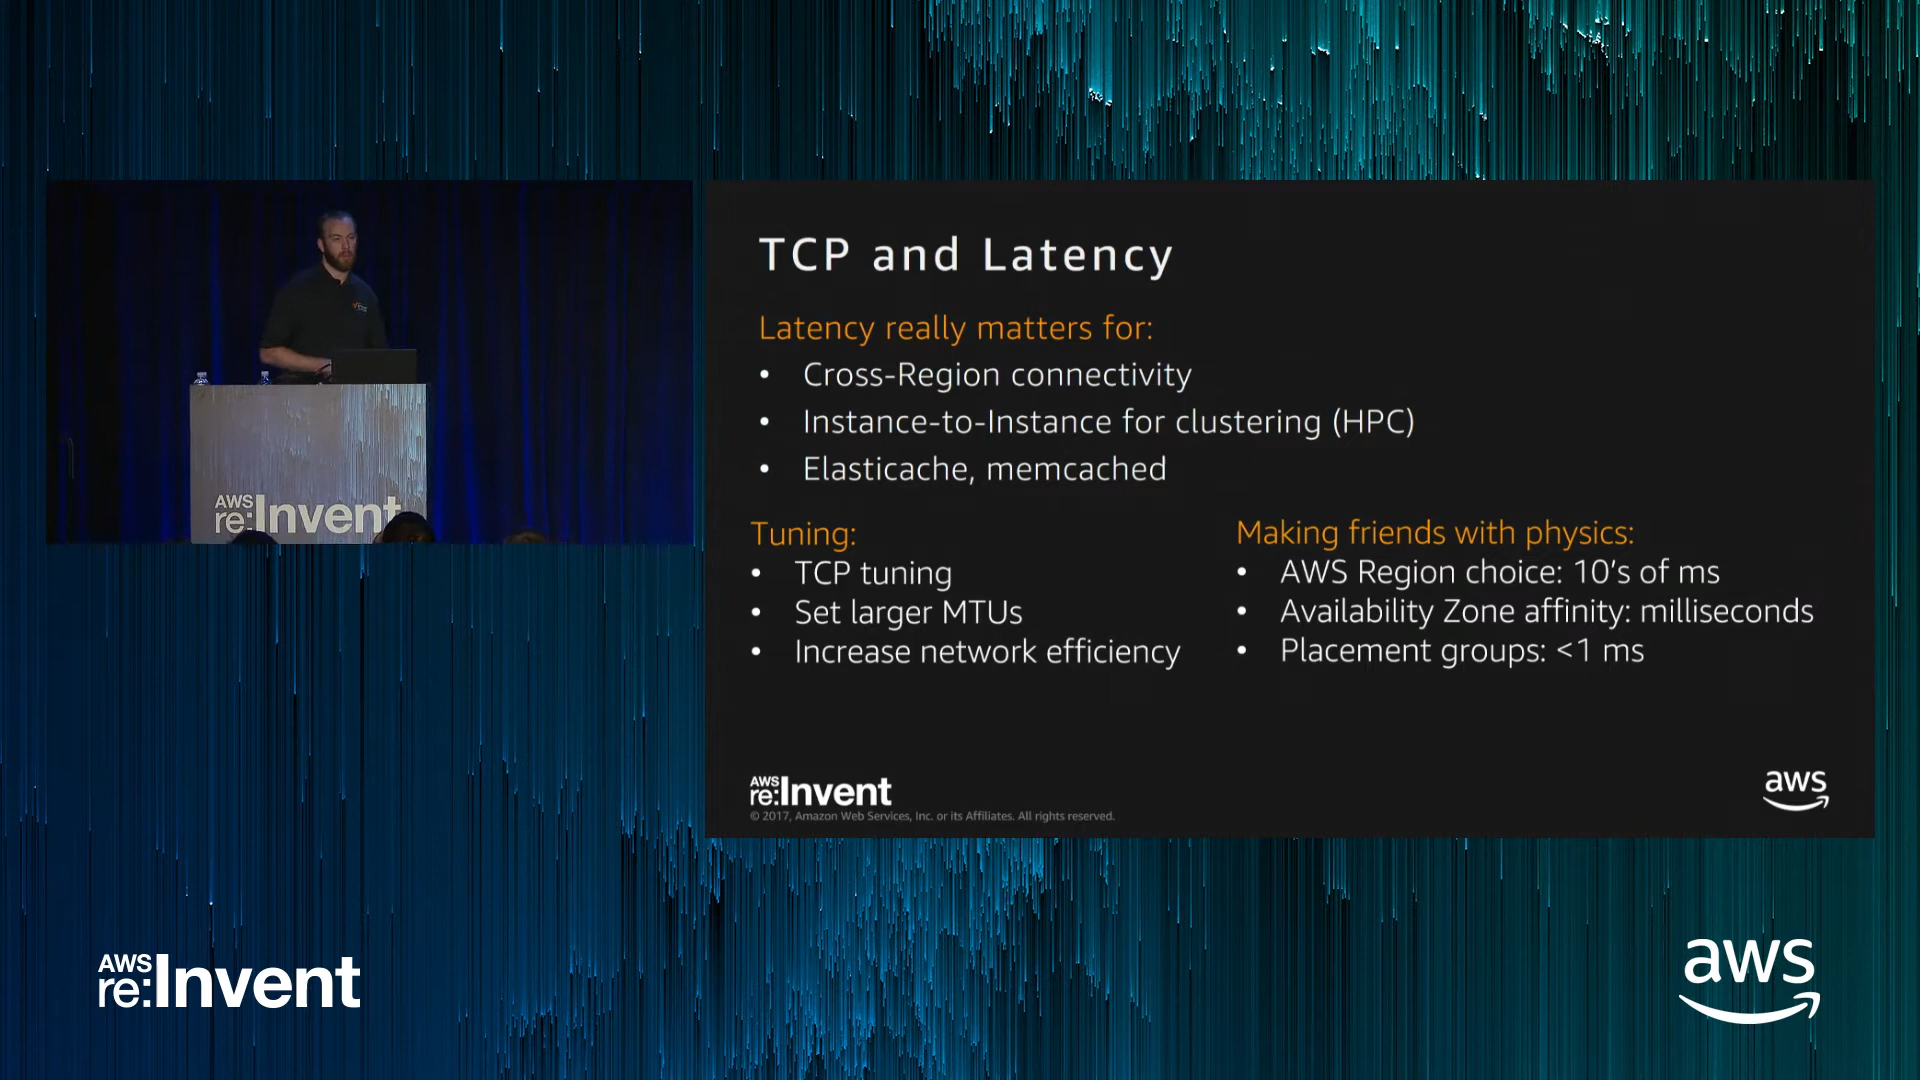 TCP and Latency
Latency really matters for:
• Cross-Region connectivity
• Instance-to-Instance for clustering (HPC)
• Elasticache, memcached
Tuning:
• TCP tuning
• Set larger MTUs
• Increase network efficiency
Making friends with physics:
• AWS Region choice: 10's of ms
• Availability Zone affinity: milliseconds
• Placement groups: <1 ms
AWS
re:Invent
© 2017, Amazon Web Services, Inc. or its Affiliates. All rights reserved.
aws
AWS
re:Invent
AWS
re:Invent
aws